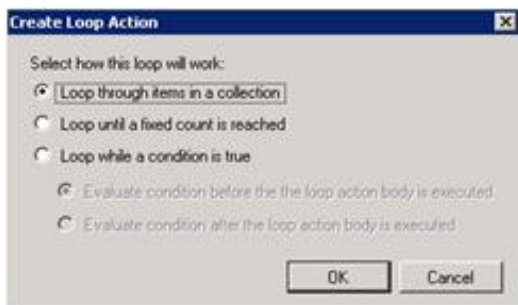 Create Loop Action
Select how this loop will work:
Loop through items in a collection
Loop until a fixed count is reached
Loop while a condition is true
Evaluate condition before the the loop action body is executed
Evaluate condition after the loop action body is executed
OK
Cancel